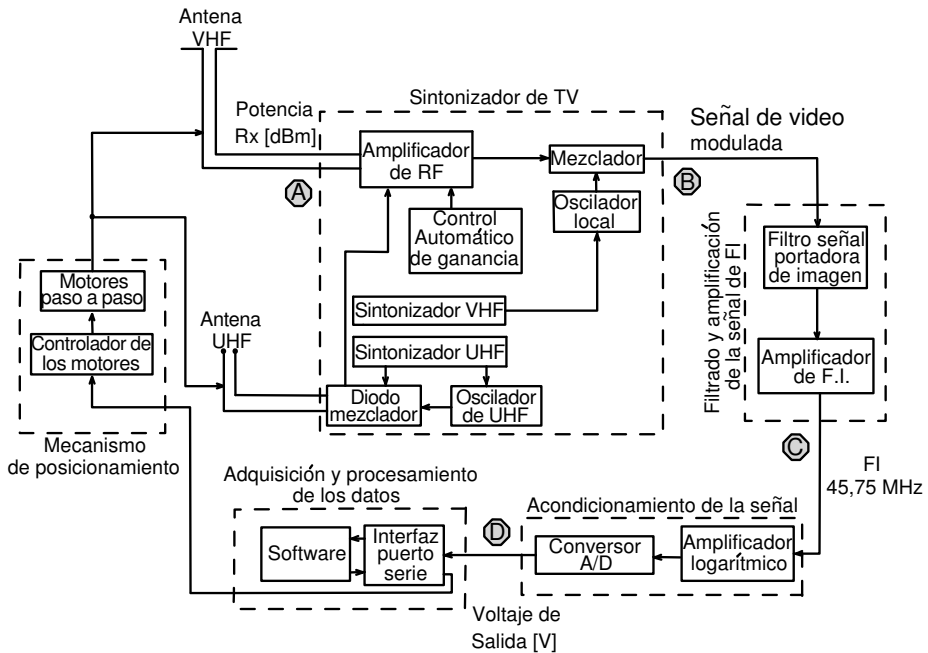 Antena
VHF
Potencia
Rx [dBm]
Sintonizador de TV
Amplificador
de RF
Mezclador
Señal de video
modulada
A
B
Oscilador
local
Control
Automático
de ganancia
Filtro señal
portadora
de imagen
Filtrado y amplificación
de la señal de FI
Motores
paso a paso
Controlador de
los motores
Mecanismo
de posicionamiento
Antena
UHF
Sintonizador VHF
Sintonizador UHF
Diodo
mezclador
Oscilador
de UHF
Amplificador
de F.I.
C
FI
45,75 MHz
Adquisición y procesamiento
de los datos
Software
Interfaz
puerto
serie
D
Acondicionamiento de la señal
Conversor
A/D
Amplificador
logarítmico
Voltaje de
Salida [V]